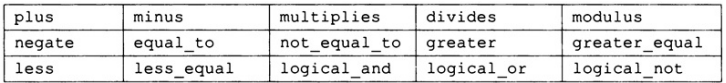 plus minus multiplies divides modulus
negate equal_to not_equal_to greater greater_equal
less less_equal logical_and logical_or logical_not